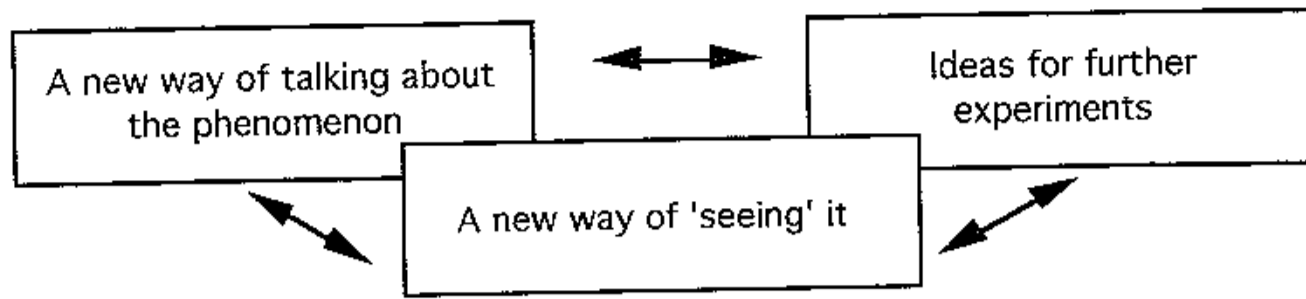 A new way of talking about
the phenomenon
Ideas for further
experiments
A new way of 'seeing' it